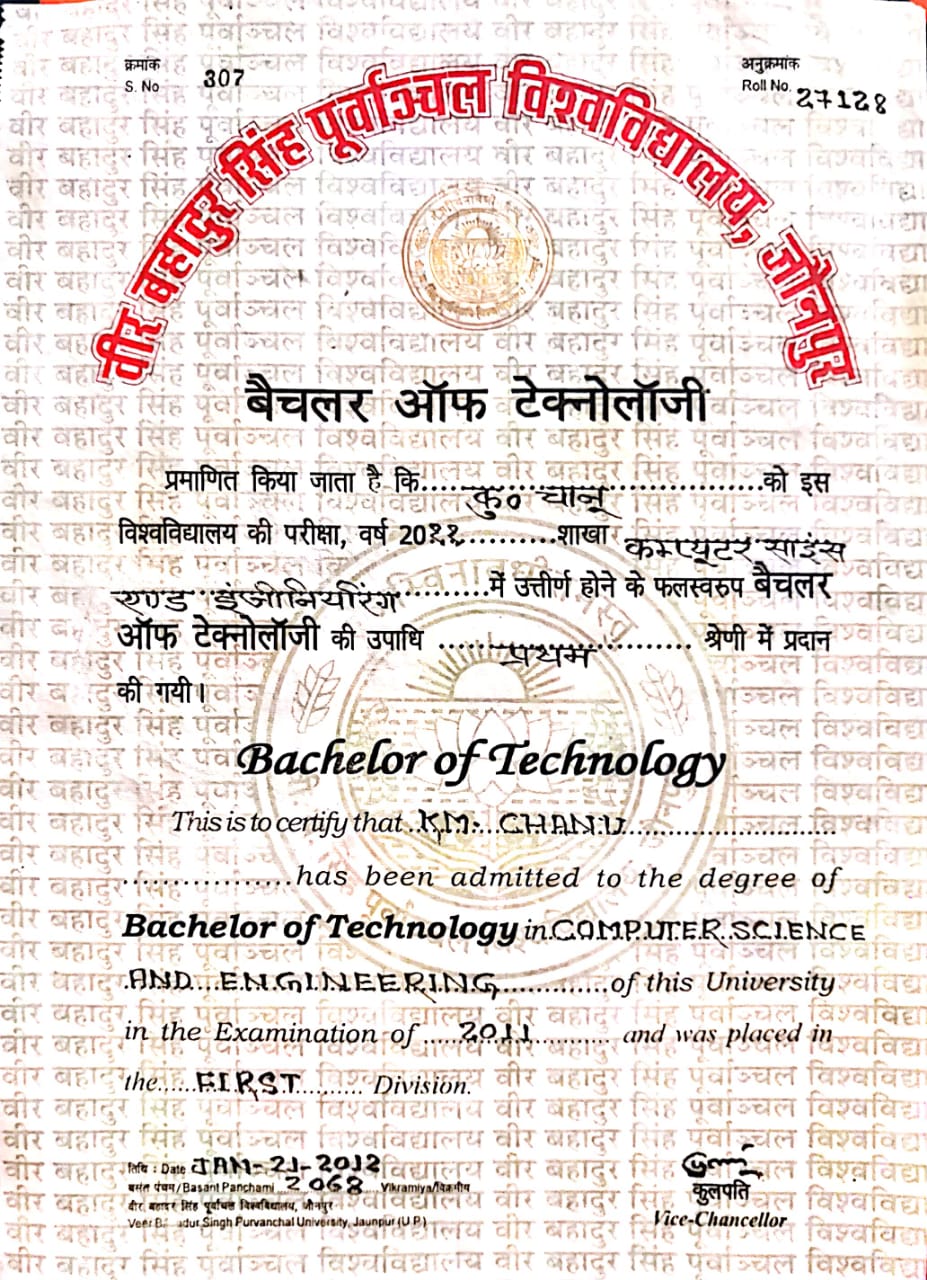 क्रमांक
S. No 307
अनुक्रमांक
Roll No. 27128
वीर बहादुर सिंह पूर्वाञ्चल विश्वविद्यालय, जौनपुर
बैचलर ऑफ टेक्नोलॉजी
प्रमाणित किया जाता है कि..........कु० चानू..........को इस
विश्वविद्यालय की परीक्षा, वर्ष 20११..........शाखा कम्प्यूटर साइंस
एण्ड इंजीनियरिंग..........में उत्तीर्ण होने के फलस्वरुप बैचलर
ऑफ टेक्नोलॉजी की उपाधि ..........प्रथम.......... श्रेणी में प्रदान
की गयी।
Bachelor of Technology
This is to certify that ..KM. CHANU..........
..........has been admitted to the degree of
Bachelor of Technology in COMPUTER SCIENCE
AND ENGINEERING..........of this University
in the Examination of ......2011.......... and was placed in
the.....FIRST.......... Division.
तिथि : Date JAN-21-2012
बसंत पंचमी/Basant Panchami ...2068.... Vikramiya/विक्रमीय
वीर बहादुर सिंह पूर्वांचल विश्वविद्यालय, जौनपुर
Veer Bahadur Singh Purvanchal University, Jaunpur (U.P.)
कुलपति
Vice-Chancellor